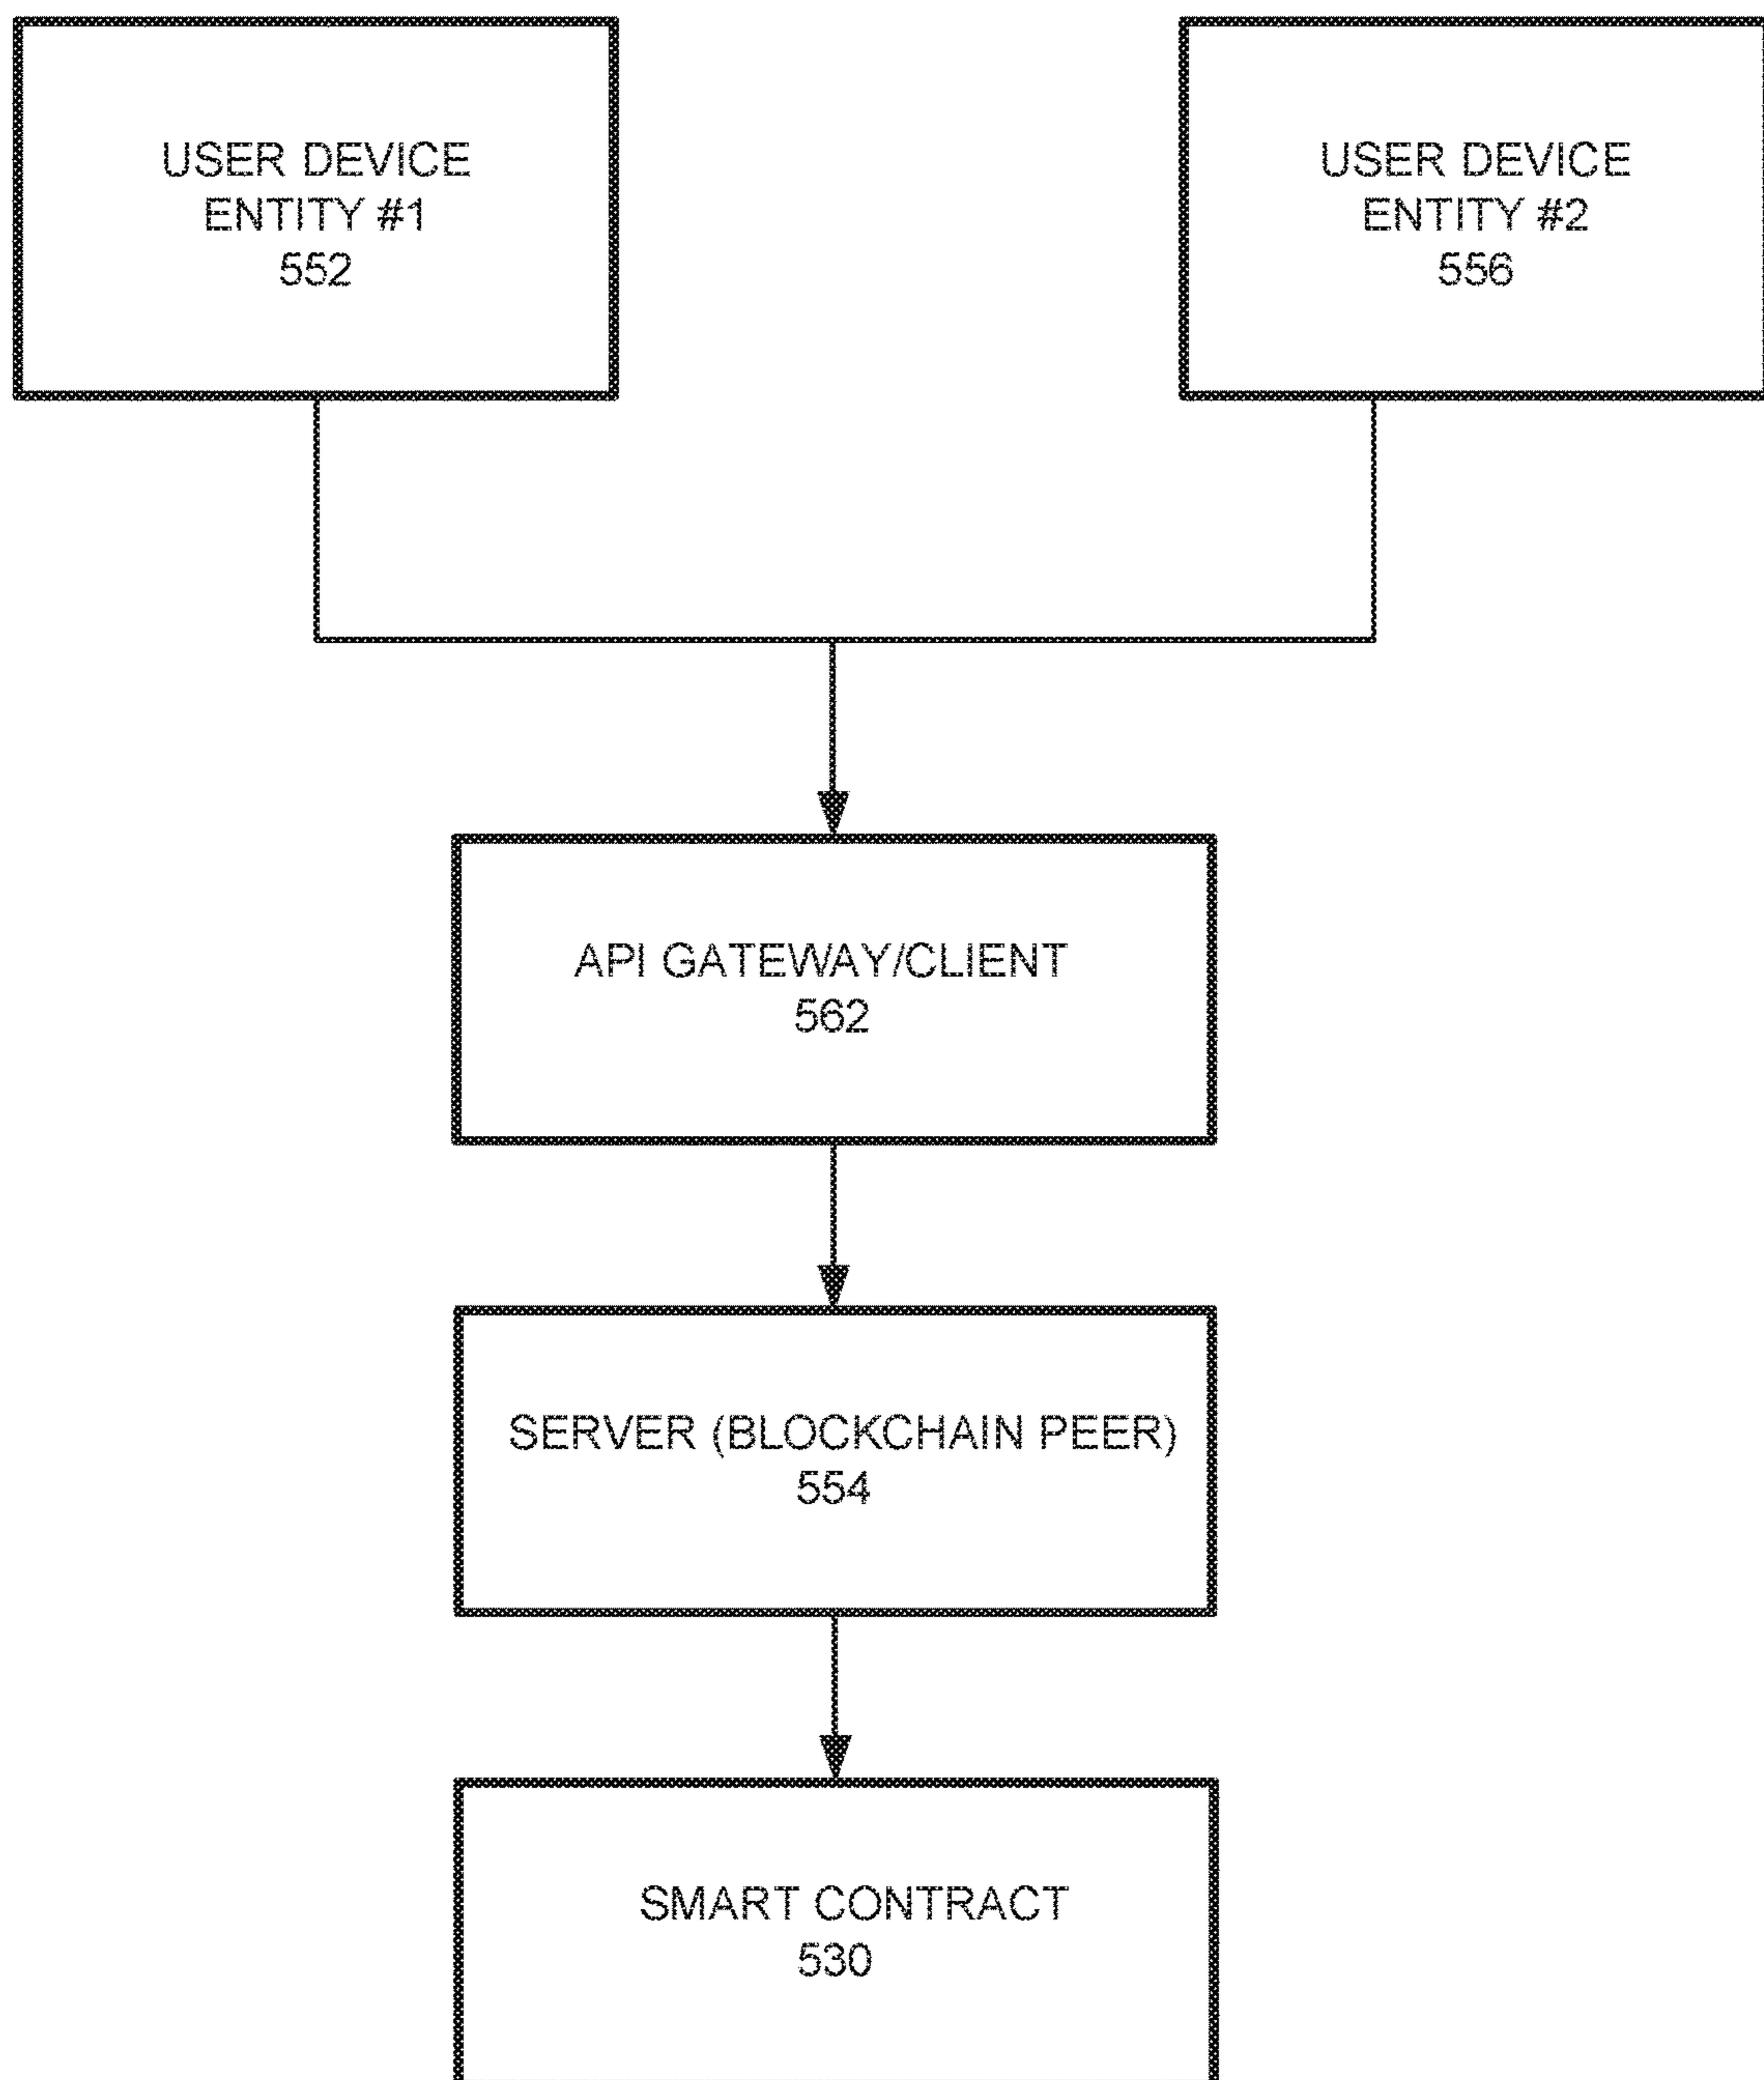 USER DEVICE
ENTITY #1
552
USER DEVICE
ENTITY #2
556
API GATEWAY/CLIENT
562
SERVER (BLOCKCHAIN PEER)
554
SMART CONTRACT
530